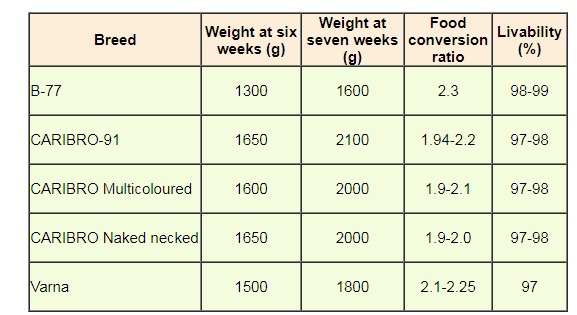 Breed Weight at six weeks (g) Weight at seven weeks (g) Food conversion ratio Livability (%)
B-77 1300 1600 2.3 98-99
CARIBRO-91 1650 2100 1.94-2.2 97-98
CARIBRO Multicoloured 1600 2000 1.9-2.1 97-98
CARIBRO Naked necked 1650 2000 1.9-2.0 97-98
Varna 1500 1800 2.1-2.25 97